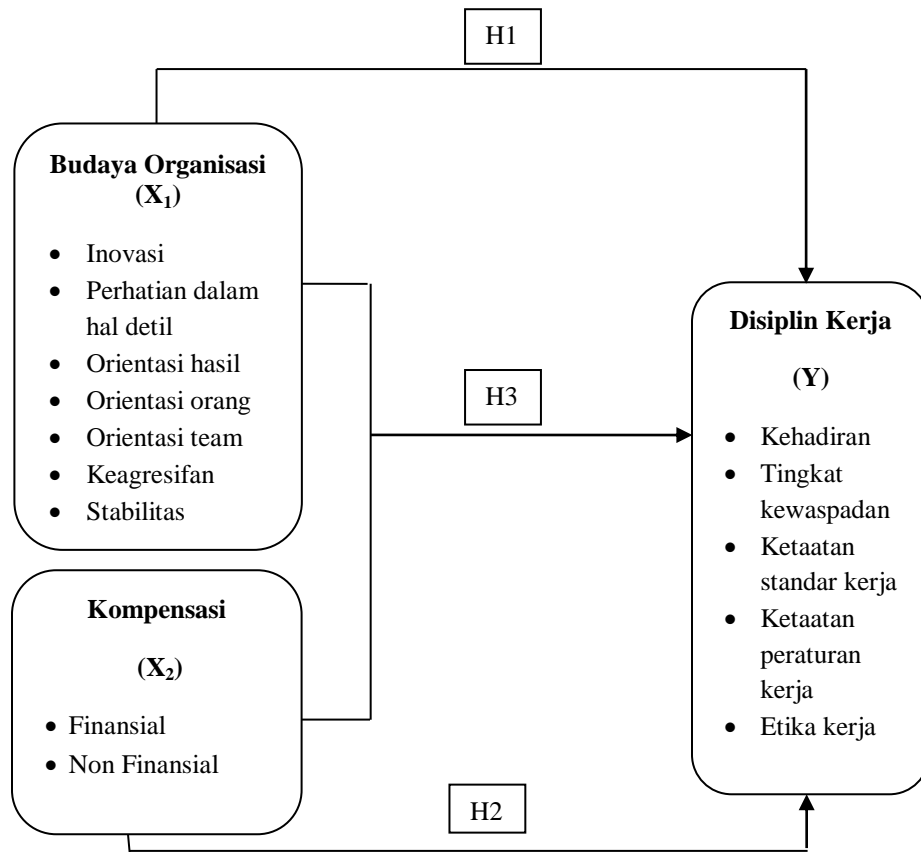 H1
Budaya Organisasi
(X₁)
• Inovasi
• Perhatian dalam
hal detil
• Orientasi hasil
• Orientasi orang
• Orientasi team
• Keagresifan
• Stabilitas
H3
Disiplin Kerja
(Y)
• Kehadiran
• Tingkat
kewaspadan
• Ketaatan
standar kerja
• Ketaatan
peraturan
kerja
• Etika kerja
Kompensasi
(X₂)
• Finansial
• Non Finansial
H2